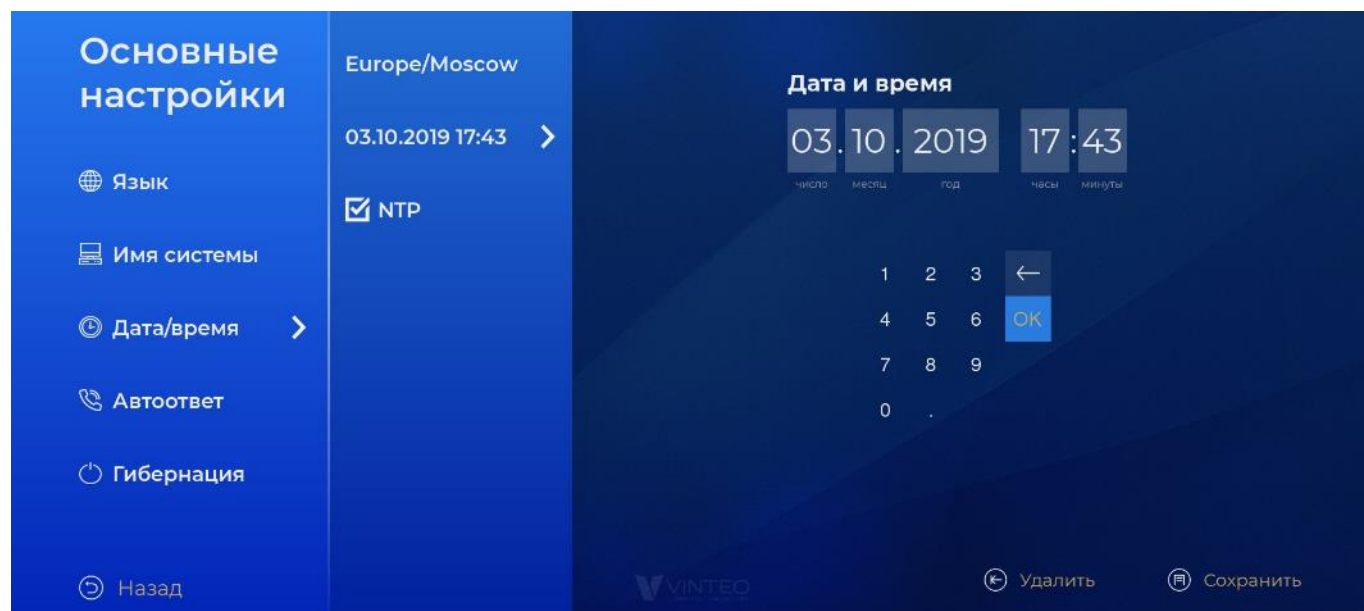 Основные
настройки
Язык
Имя системы
Дата/время
Автоответ
Гибернация
Назад
Europe/Moscow
03.10.2019 17:43
NTP
Дата и время
03 . 10 . 2019 17 : 43
число месяц год часы минуты
1 2 3 ←
4 5 6 OK
7 8 9
0 .
VINTEO
Удалить Сохранить